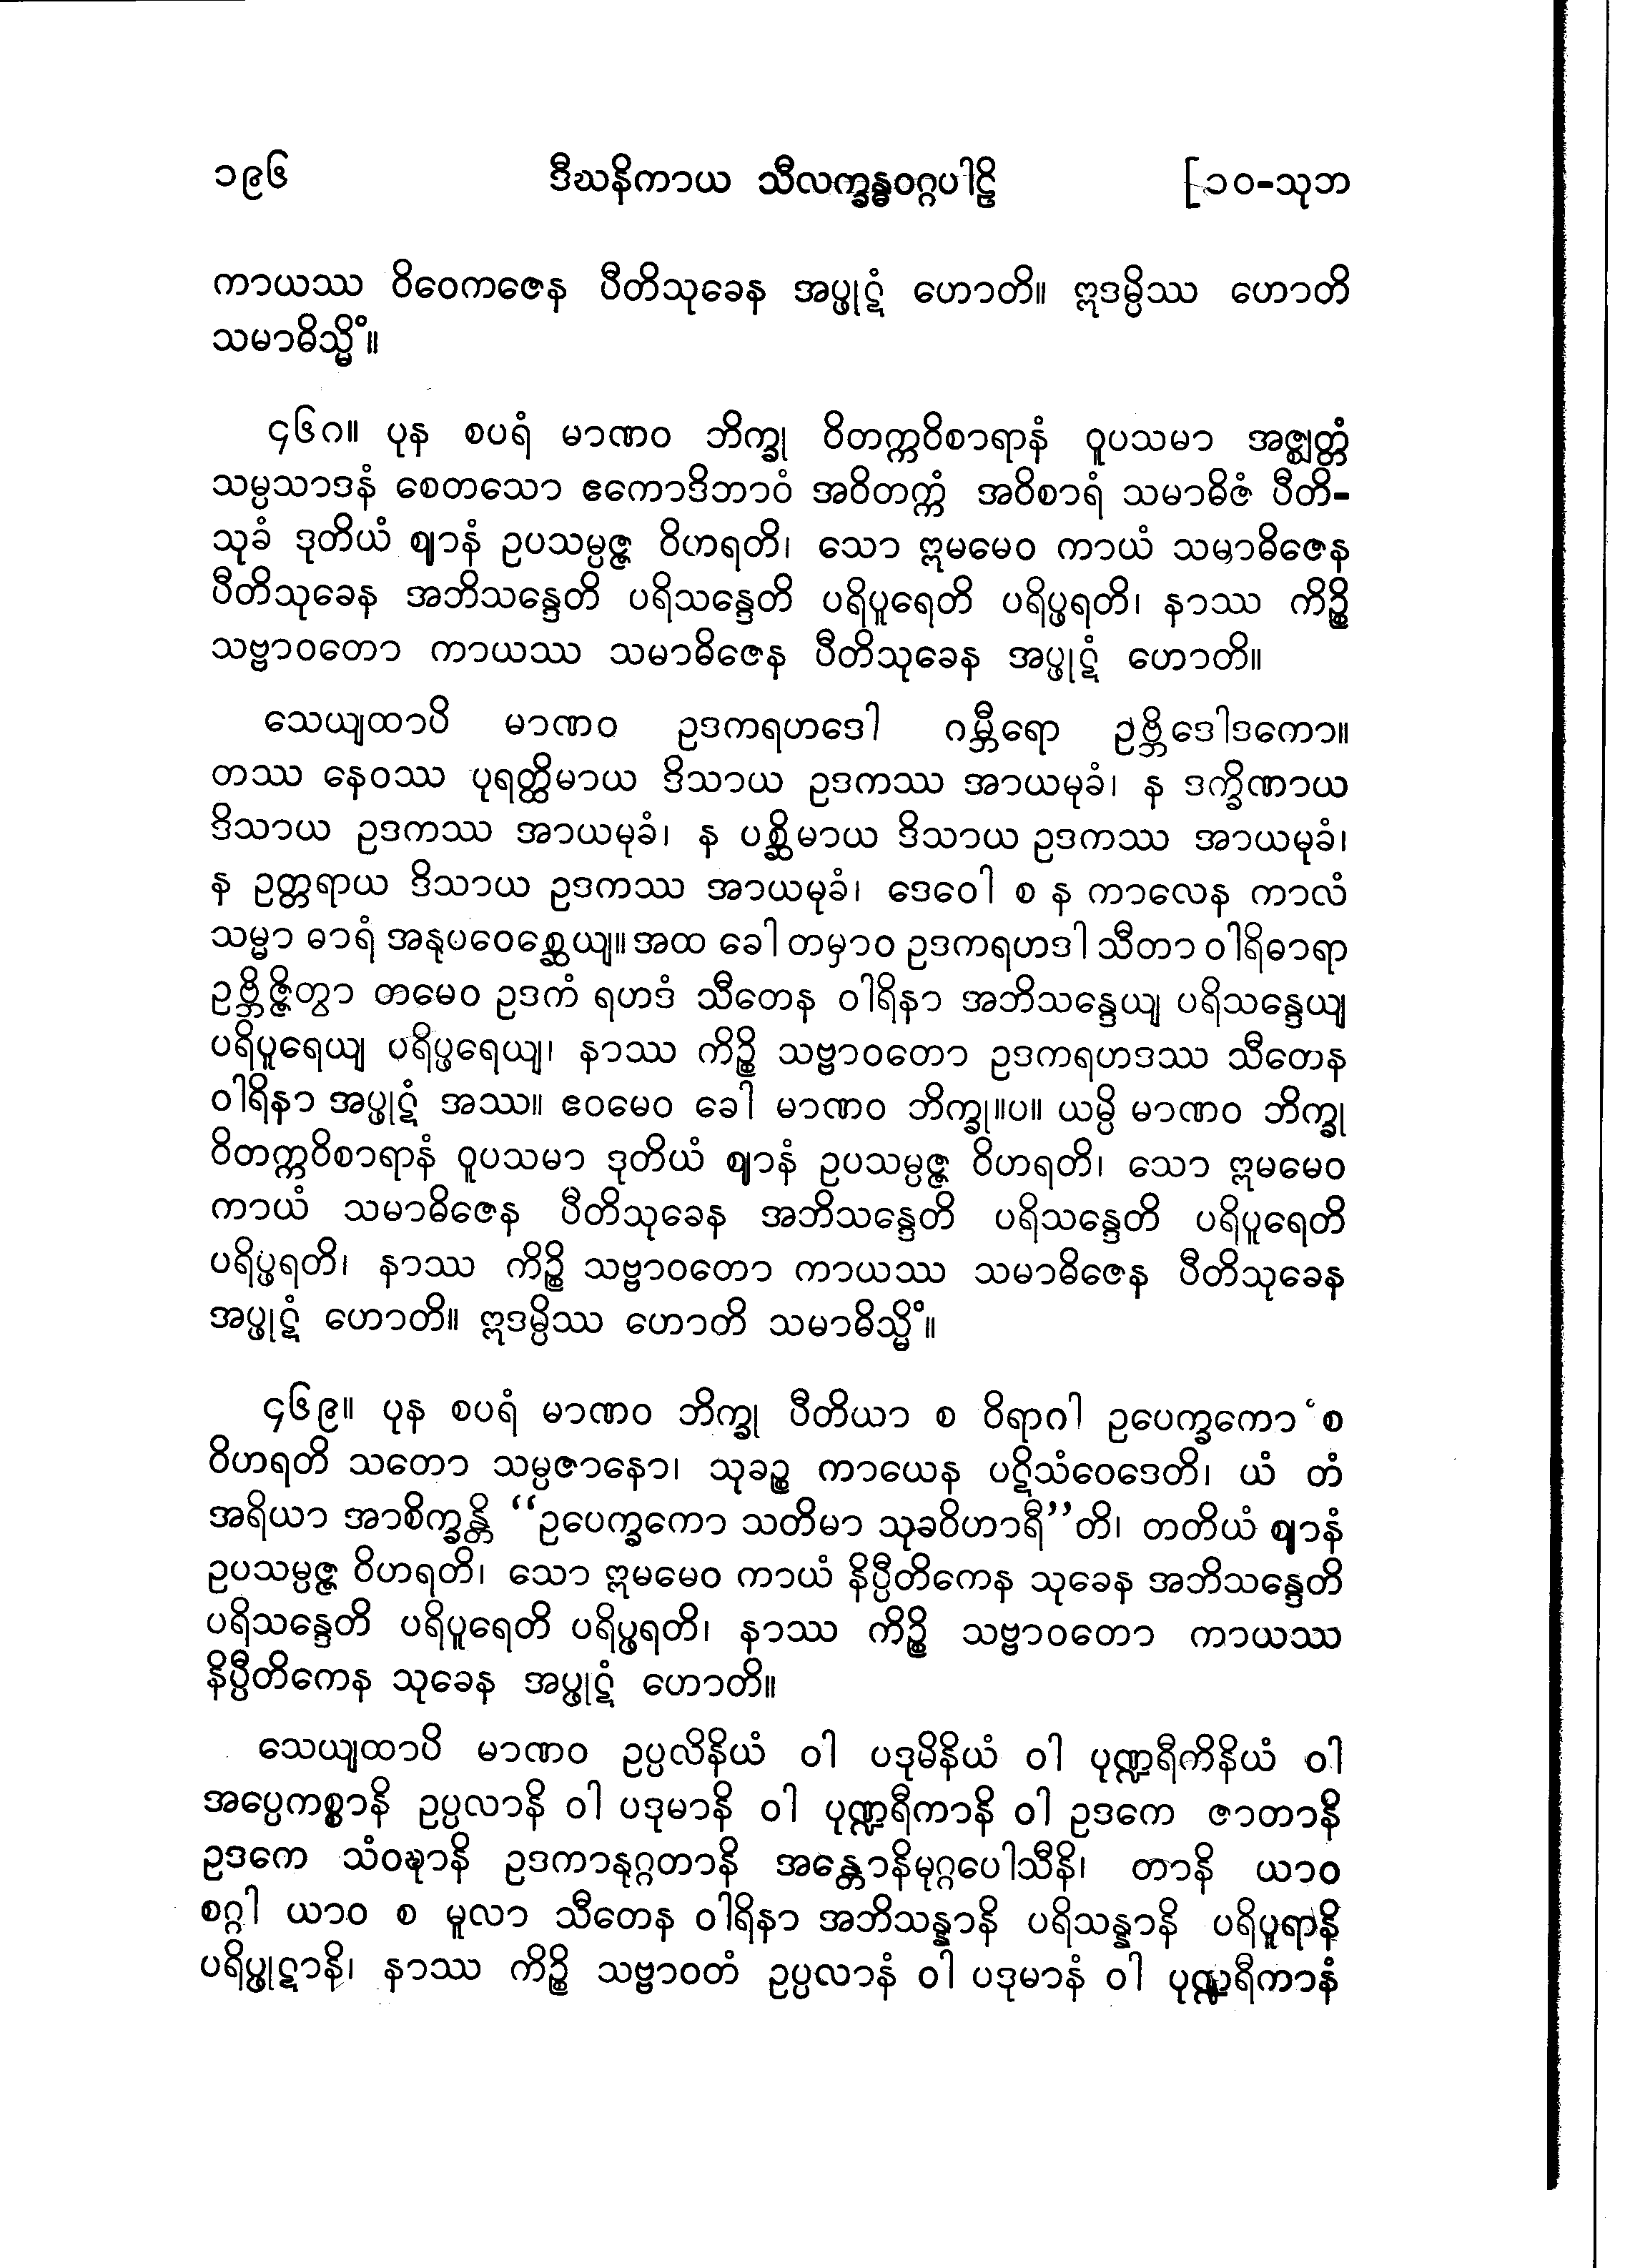 ၁၉၆ ဒီဃနိကာယ သီလက္ခန္ဓဝဂ္ဂပါဠိ [၁၀-သုဘ
ကာယဿ ဝိဝေကဇေန ပီတိသုခေန အပ္ဖုဋံ ဟောတိ။ ဣဒမ္ပိဿ ဟောတိ
သမာဓိသ္မိံ။
၄၆၈။ ပုန စပရံ မာဏဝ ဘိက္ခု ဝိတက္ကဝိစာရာနံ ဝူပသမာ အဇ္ဈတ္တံ
သမ္ပသာဒနံ စေတသော ဧကောဒိဘာဝံ အဝိတက္ကံ အဝိစာရံ သမာဓိဇံ ပီတိ-
သုခံ ဒုတိယံ ဈာနံ ဥပသမ္ပဇ္ဇ ဝိဟရတိ၊ သော ဣမမေဝ ကာယံ သမာဓိဇေန
ပီတိသုခေန အဘိသန္ဒေတိ ပရိသန္ဒေတိ ပရိပူရေတိ ပရိပ္ဖရတိ၊ နာဿ ကိဉ္စိ
သဗ္ဗာဝတော ကာယဿ သမာဓိဇေန ပီတိသုခေန အပ္ဖုဋံ ဟောတိ။
သေယျထာပိ မာဏဝ ဥဒကရဟဒေါ ဂမ္ဘီရော ဥဗ္ဘိဒေါဒကော။
တဿ နေဝဿ ပုရတ္ထိမာယ ဒိသာယ ဥဒကဿ အာယမုခံ၊ န ဒက္ခိဏာယ
ဒိသာယ ဥဒကဿ အာယမုခံ၊ န ပစ္ဆိမာယ ဒိသာယ ဥဒကဿ အာယမုခံ၊
န ဥတ္တရာယ ဒိသာယ ဥဒကဿ အာယမုခံ၊ ဒေဝေါ စ န ကာလေန ကာလံ
သမ္မာ ဓာရံ အနုပဝေစ္ဆေယျ။ အထ ခေါ တမှာဝ ဥဒကရဟဒါ သီတာ ဝါရိဓာရာ
ဥဗ္ဘိဇ္ဇိတွာ တမေဝ ဥဒကံ ရဟဒံ သီတေန ဝါရိနာ အဘိသန္ဒေယျ ပရိသန္ဒေယျ
ပရိပူရေယျ ပရိပ္ဖရေယျ၊ နာဿ ကိဉ္စိ သဗ္ဗာဝတော ဥဒကရဟဒဿ သီတေန
ဝါရိနာ အပ္ဖုဋံ အဿ။ ဧဝမေဝ ခေါ မာဏဝ ဘိက္ခု။ပ။ ယမ္ပိ မာဏဝ ဘိက္ခု
ဝိတက္ကဝိစာရာနံ ဝူပသမာ ဒုတိယံ ဈာနံ ဥပသမ္ပဇ္ဇ ဝိဟရတိ၊ သော ဣမမေဝ
ကာယံ သမာဓိဇေန ပီတိသုခေန အဘိသန္ဒေတိ ပရိသန္ဒေတိ ပရိပူရေတိ
ပရိပ္ဖရတိ၊ နာဿ ကိဉ္စိ သဗ္ဗာဝတော ကာယဿ သမာဓိဇေန ပီတိသုခေန
အပ္ဖုဋံ ဟောတိ။ ဣဒမ္ပိဿ ဟောတိ သမာဓိသ္မိံ။
၄၆၉။ ပုန စပရံ မာဏဝ ဘိက္ခု ပီတိယာ စ ဝိရာဂါ ဥပေက္ခကော စ
ဝိဟရတိ သတော သမ္ပဇာနော၊ သုခဉ္စ ကာယေန ပဋိသံဝေဒေတိ၊ ယံ တံ
အရိယာ အာစိက္ခန္တိ “ဥပေက္ခကော သတိမာ သုခဝိဟာရီ”တိ၊ တတိယံ ဈာနံ
ဥပသမ္ပဇ္ဇ ဝိဟရတိ၊ သော ဣမမေဝ ကာယံ နိပ္ပီတိကေန သုခေန အဘိသန္ဒေတိ
ပရိသန္ဒေတိ ပရိပူရေတိ ပရိပ္ဖရတိ၊ နာဿ ကိဉ္စိ သဗ္ဗာဝတော ကာယဿ
နိပ္ပီတိကေန သုခေန အပ္ဖုဋံ ဟောတိ။
သေယျထာပိ မာဏဝ ဥပ္ပလိနိယံ ဝါ ပဒုမိနိယံ ဝါ ပုဏ္ဍရီကိနိယံ ဝါ
အပ္ပေကစ္စာနိ ဥပ္ပလာနိ ဝါ ပဒုမာနိ ဝါ ပုဏ္ဍရီကာနိ ဝါ ဥဒကေ ဇာတာနိ
ဥဒကေ သံဝဍ္ဎာနိ ဥဒကာနုဂ္ဂတာနိ အန္တောနိမုဂ္ဂပေါသီနိ၊ တာနိ ယာဝ
စဂ္ဂါ ယာဝ စ မူလာ သီတေန ဝါရိနာ အဘိသန္နာနိ ပရိသန္နာနိ ပရိပူရာနိ
ပရိပ္ဖုဋာနိ၊ နာဿ ကိဉ္စိ သဗ္ဗာဝတံ ဥပ္ပလာနံ ဝါ ပဒုမာနံ ဝါ ပုဏ္ဍရီကာနံ